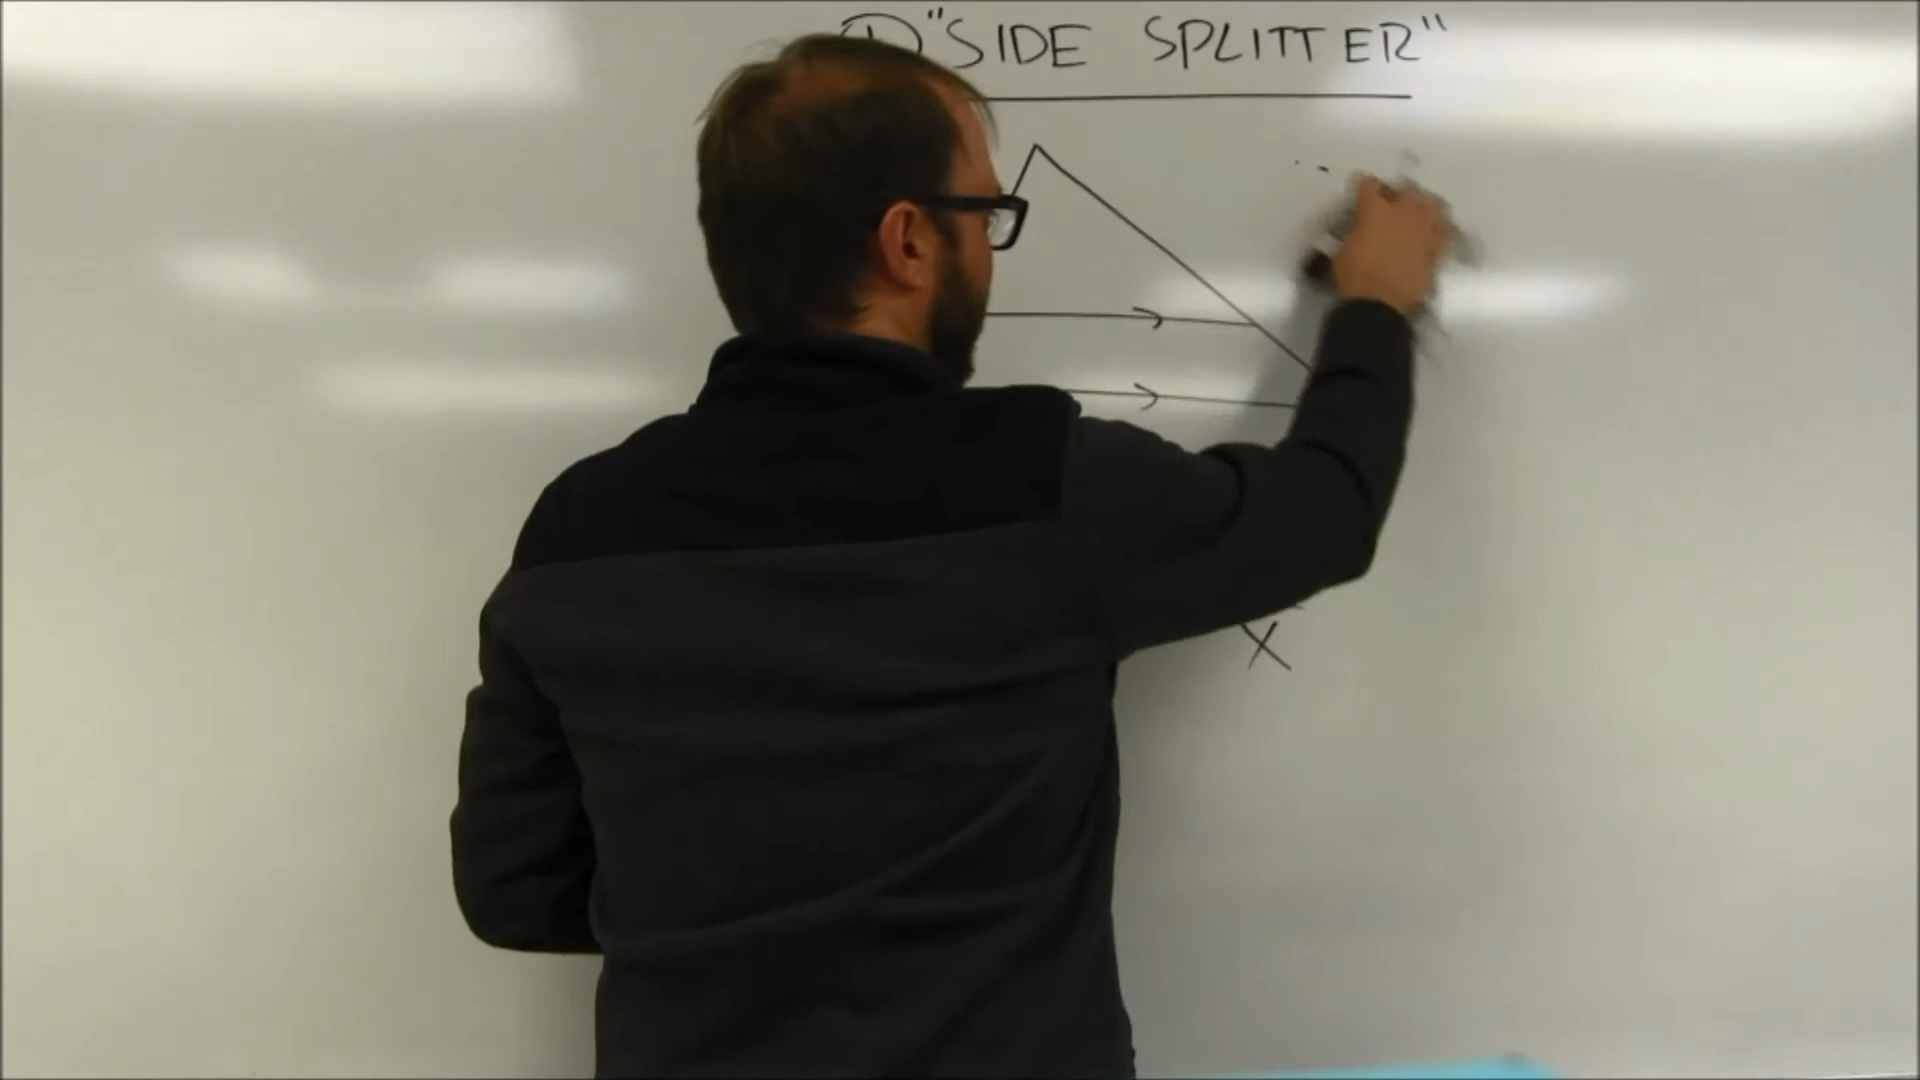 ① "SIDE SPLITTER"
X